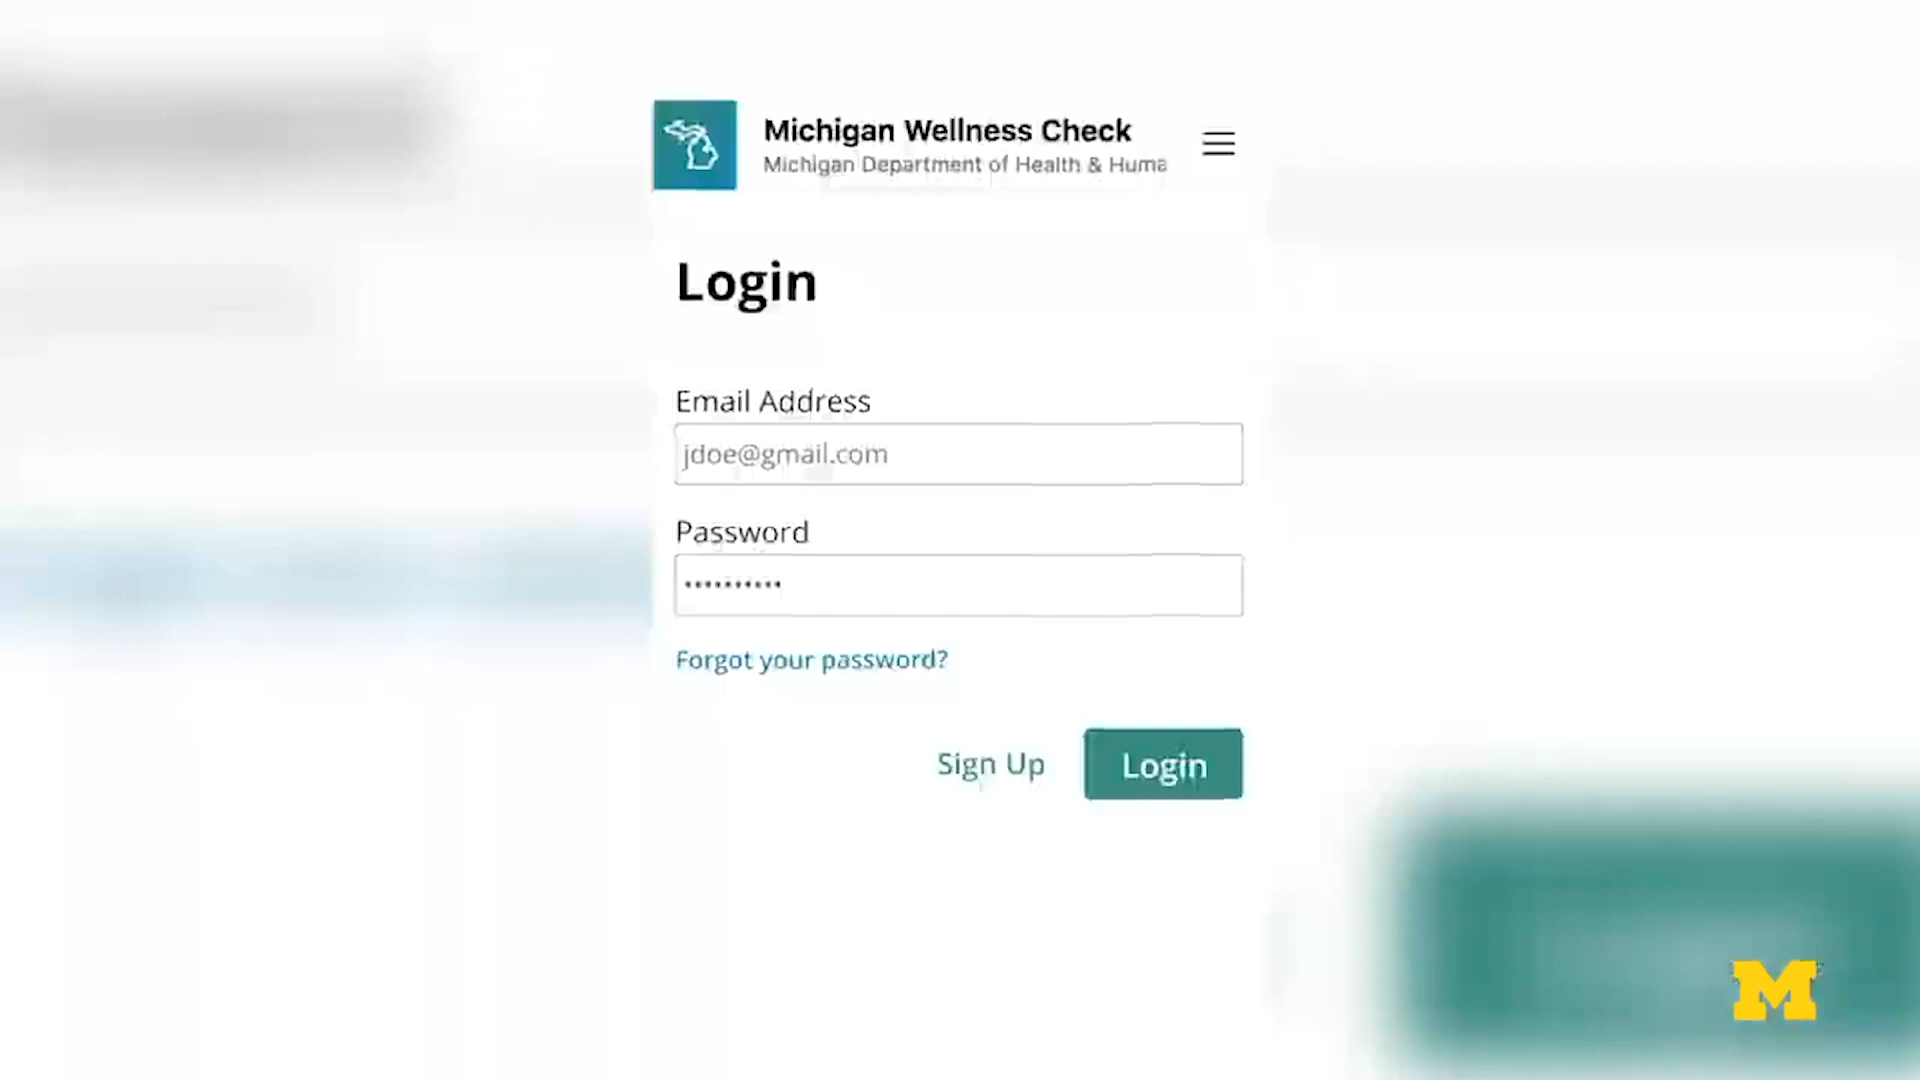 Michigan Wellness Check
Michigan Department of Health & Huma
Login
Email Address
jdoe@gmail.com
Password
••••••••••
Forgot your password?
Sign Up
Login
M